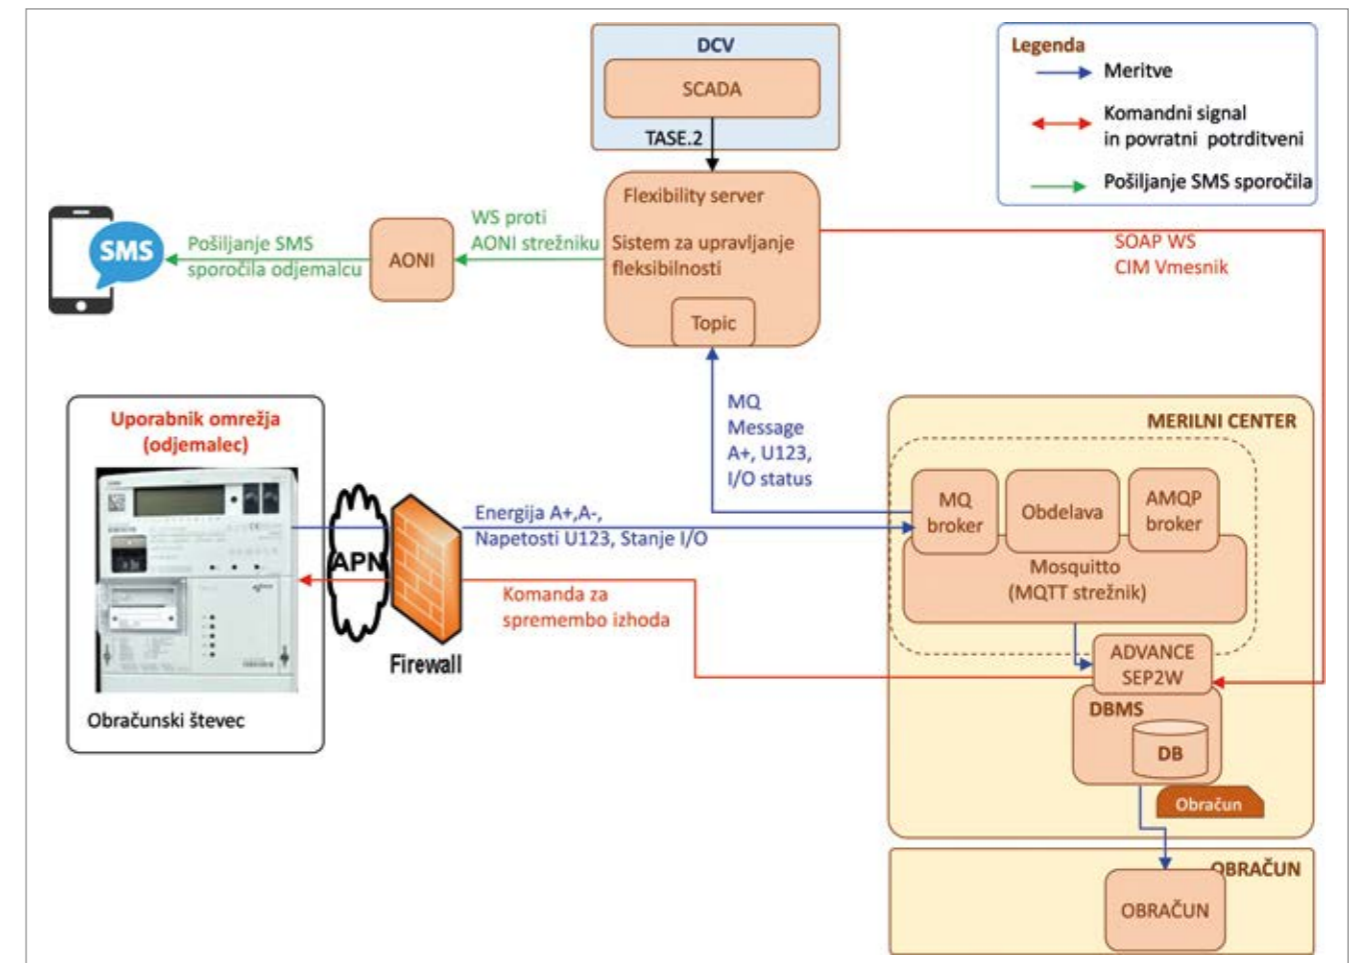 DCV
SCADA
TASE.2
Legenda
Meritve
Komandni signal
in povratni potrditveni
Pošiljanje SMS sporočila
Flexibility server
Sistem za upravljanje
fleksibilnosti
Topic
WS proti
AONI strežniku
AONI
Pošiljanje SMS
sporočila odjemalcu
SMS
SOAP WS
CIM Vmesnik
MQ
Message
A+, U123,
I/O status
Uporabnik omrežja
(odjemalec)
Obračunski števec
APN
Firewall
Energija A+,A-,
Napetosti U123, Stanje I/O
Komanda za
spremembo izhoda
MERILNI CENTER
MQ
broker
Obdelava
AMQP
broker
Mosquitto
(MQTT strežnik)
ADVANCE
SEP2W
DBMS
DB
Obračun
OBRAČUN
OBRAČUN